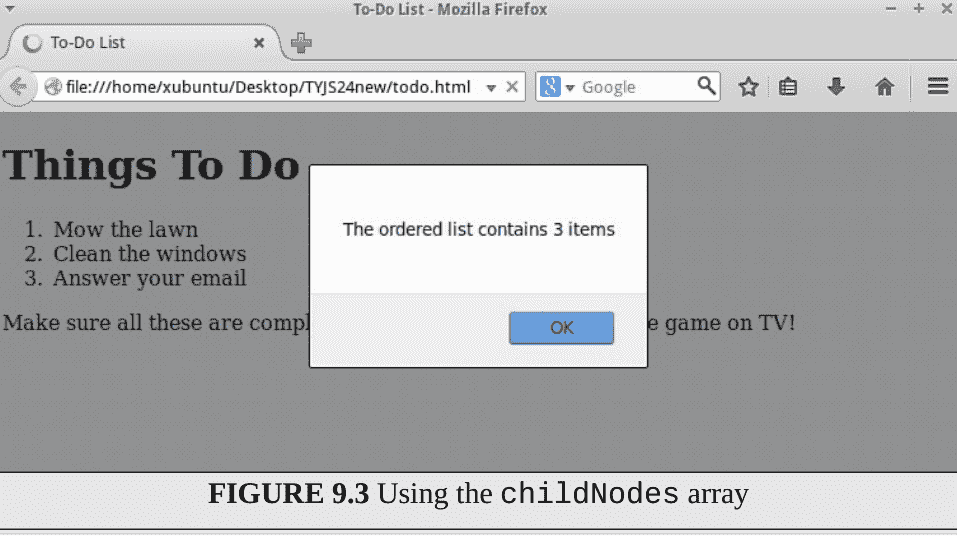 To-Do List - Mozilla Firefox
To-Do List
file:///home/xubuntu/Desktop/TYJS24new/todo.html
8 Google
Things To Do
1. Mow the lawn
2. Clean the windows
3. Answer your email
The ordered list contains 3 items
Make sure all these are compl
e game on TV!
OK
FIGURE 9.3 Using the childNodes array